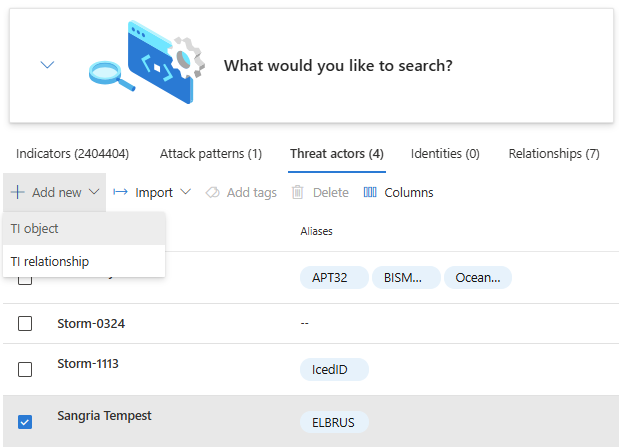 What would you like to search?
Indicators (2404404) Attack patterns (1) Threat actors (4) Identities (0) Relationships (7)
Add new Import Add tags Delete Columns
TI object
Aliases
TI relationship
APT32 BISM... Ocean...
Storm-0324 --
Storm-1113
IcedID
Sangria Tempest
ELBRUS